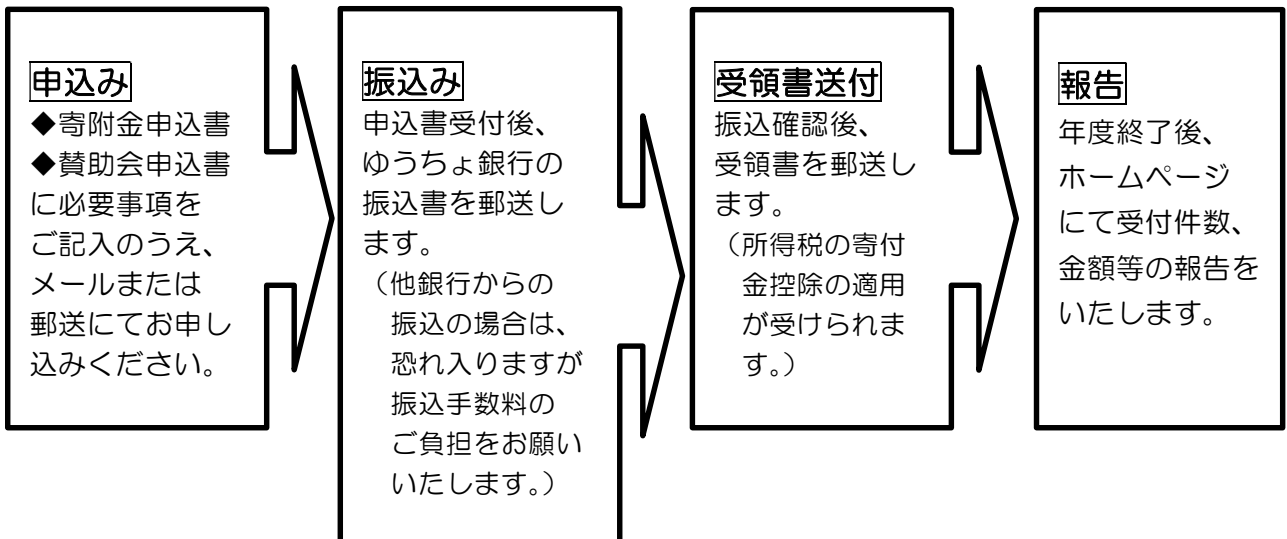 申込み
◆寄附金申込書
◆賛助会申込書
に必要事項を
ご記入のうえ、
メールまたは
郵送にてお申し
込みください。
振込み
申込書受付後、
ゆうちょ銀行の
振込書を郵送し
ます。
（他銀行からの
振込の場合は、
恐れ入りますが
振込手数料の
ご負担をお願い
いたします。）
受領書送付
振込確認後、
受領書を郵送し
ます。
（所得税の寄付
金控除の適用
が受けられま
す。）
報告
年度終了後、
ホームページ
にて受付件数、
金額等の報告を
いたします。